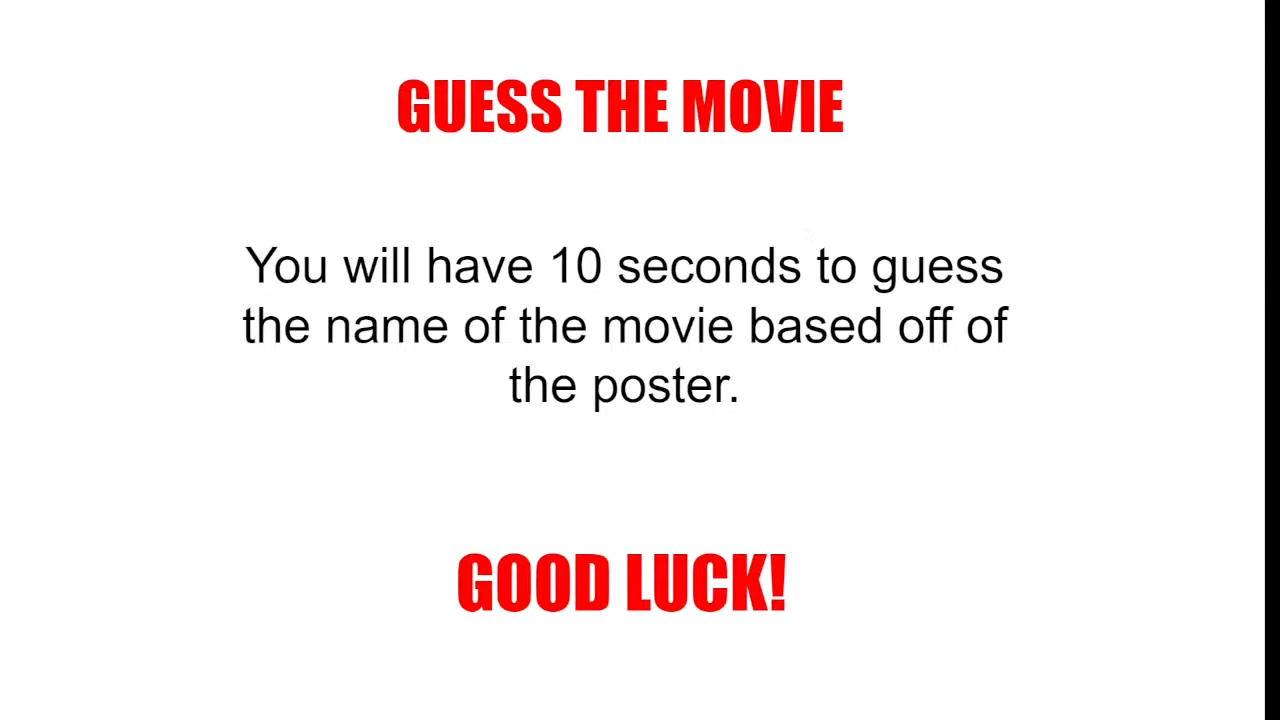 GUESS THE MOVIE
You will have 10 seconds to guess
the name of the movie based off of
the poster.
GOOD LUCK!